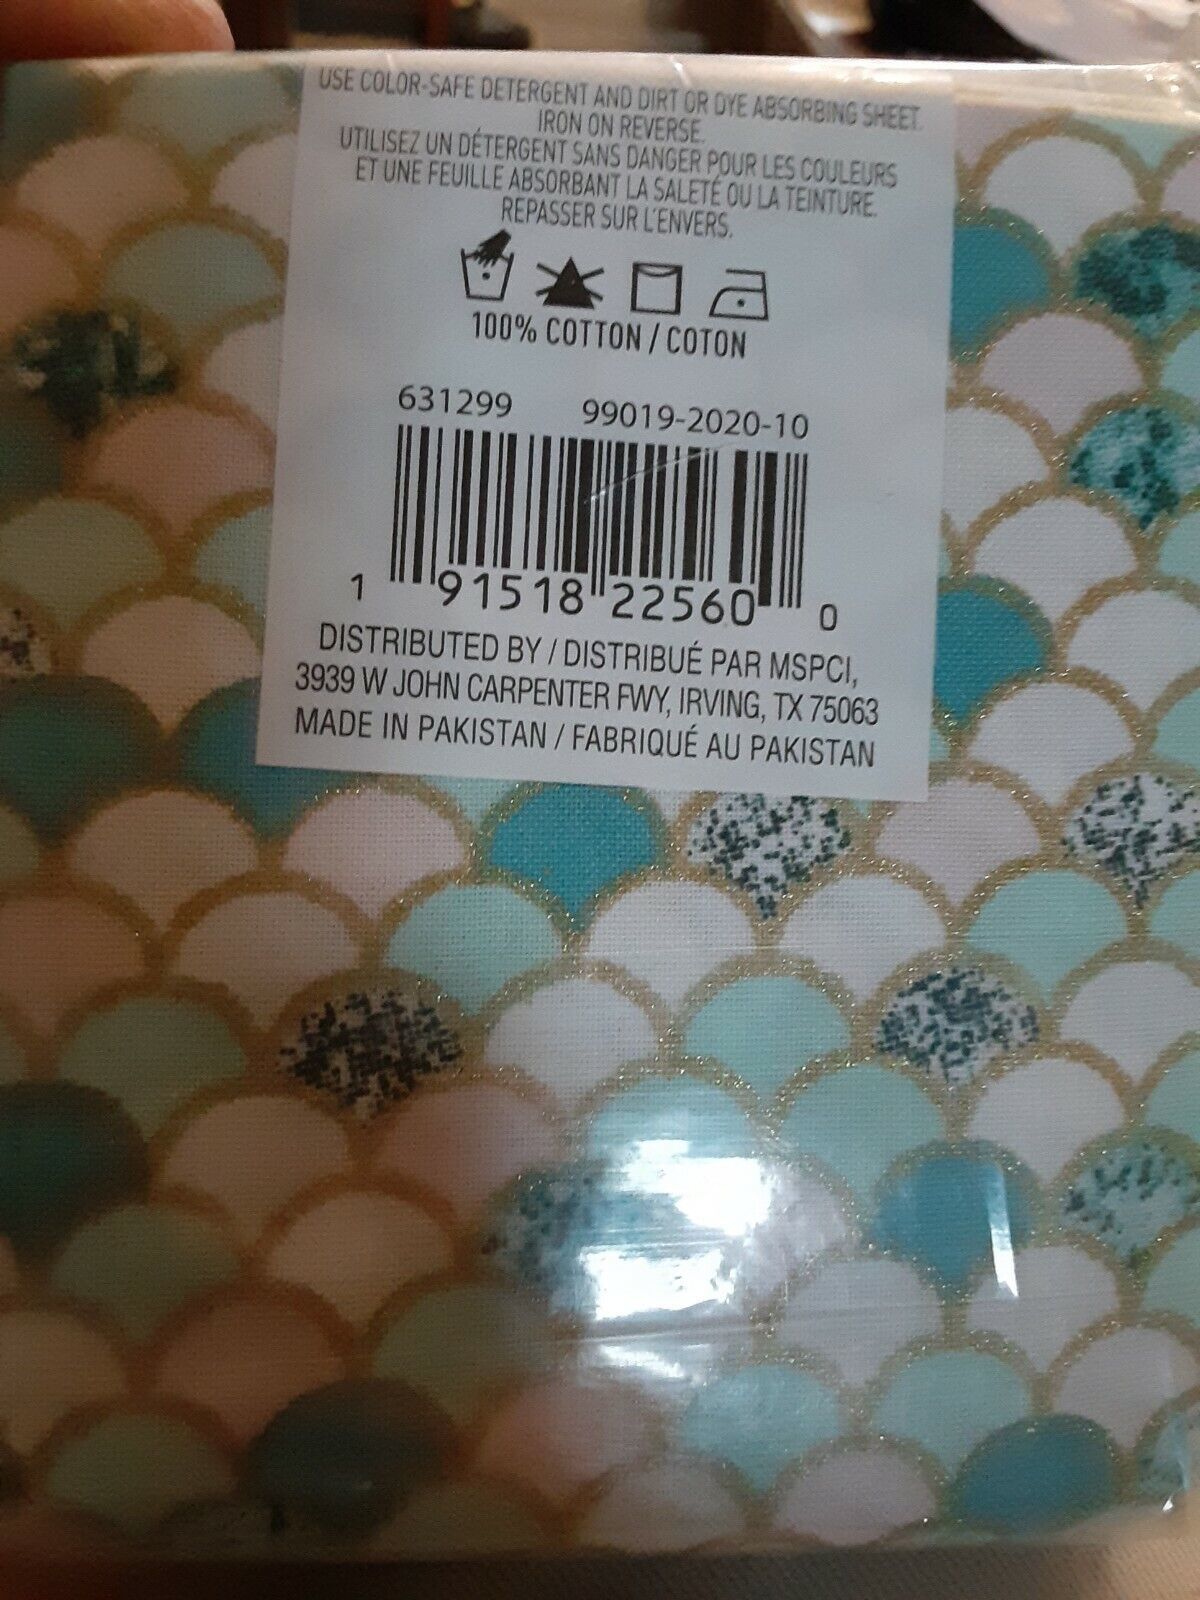 USE COLOR-SAFE DETERGENT AND DIRT OR DYE ABSORBING SHEET.
IRON ON REVERSE.
UTILISEZ UN DÉTERGENT SANS DANGER POUR LES COULEURS
ET UNE FEUILLE ABSORBANT LA SALETÉ OU LA TEINTURE.
REPASSER SUR L'ENVERS.
100% COTTON / COTON
631299 99019-2020-10
1 91518 22560 0
DISTRIBUTED BY / DISTRIBUÉ PAR MSPCI,
3939 W JOHN CARPENTER FWY, IRVING, TX 75063
MADE IN PAKISTAN / FABRIQUÉ AU PAKISTAN